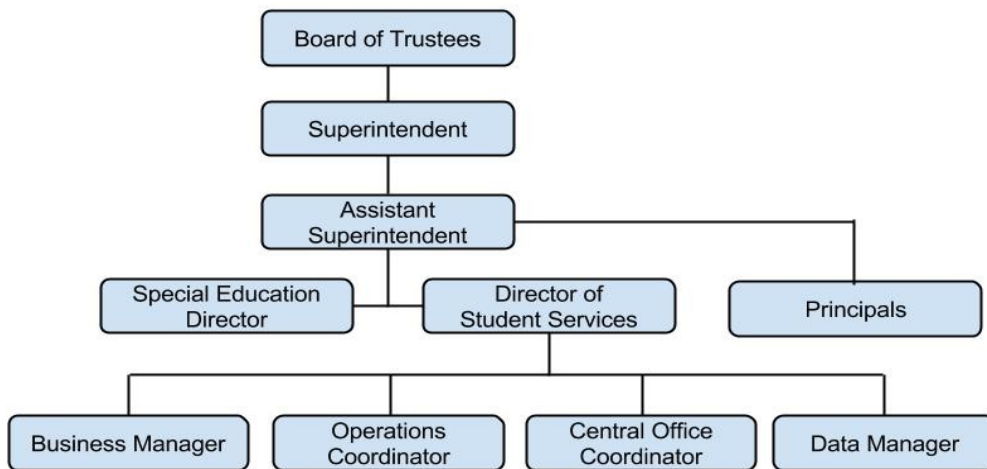 Board of Trustees
Superintendent
Assistant
Superintendent
Special Education
Director
Director of
Student Services
Principals
Business Manager
Operations
Coordinator
Central Office
Coordinator
Data Manager